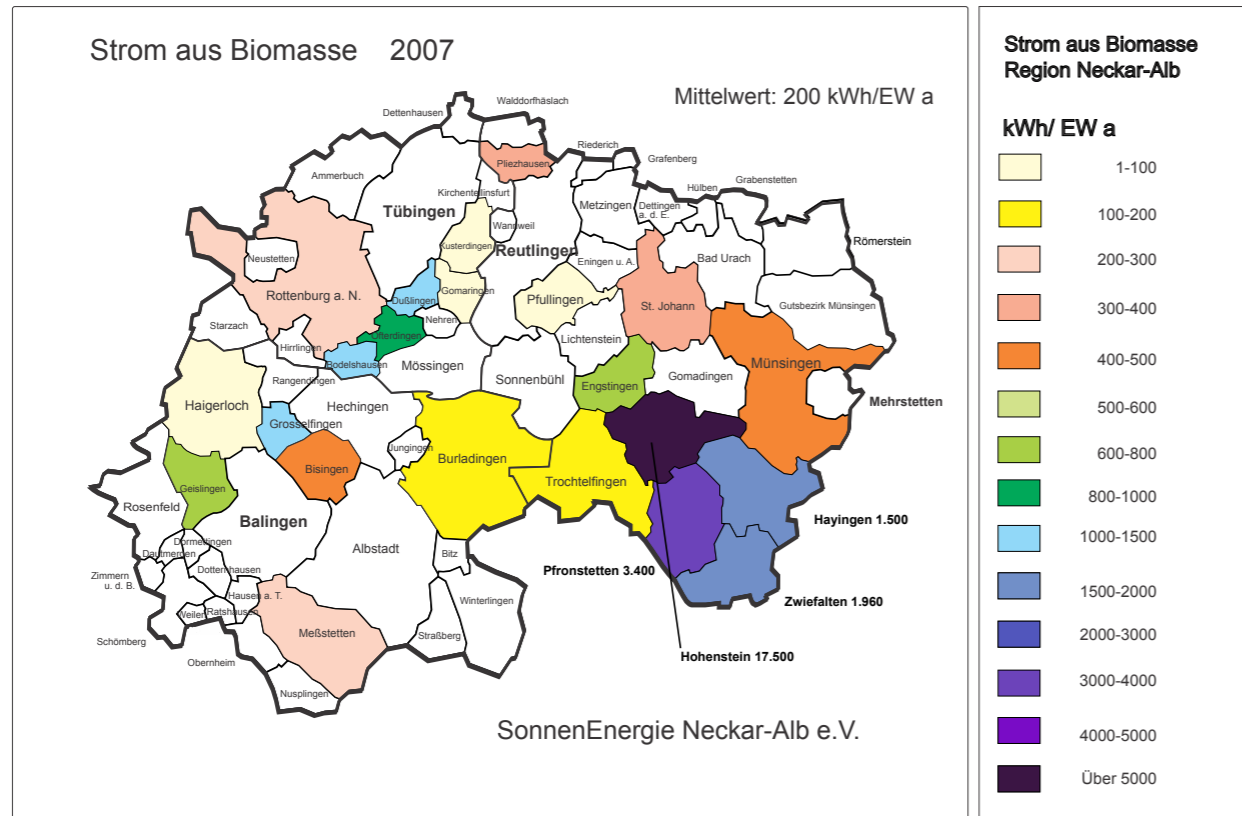 Strom aus Biomasse 2007
Mittelwert: 200 kWh/EW a
Dettenhausen
Walddorfhäslach
Pliezhausen
Riederich
Grafenberg
Grabenstetten
Hülben
Ammerbuch
Kirchentellinsfurt
Metzingen
Dettingen
a. d. E.
Tübingen
Wannweil
Reutlingen
Römerstein
Neustetten
Kusterdingen
Eningen u. A.
Bad Urach
Rottenburg a. N.
Dußlingen
Gomaringen
Pfullingen
St. Johann
Gutsbezirk Münsingen
Starzach
Nehren
Ofterdingen
Lichtenstein
Hirrlingen
Bodelshausen
Mössingen
Münsingen
Rangendingen
Sonnenbühl
Engstingen
Gomadingen
Mehrstetten
Haigerloch
Hechingen
Grosselfingen
Jungingen
Burladingen
Bisingen
Trochtelfingen
Geislingen
Rosenfeld
Balingen
Hayingen 1.500
Dormettingen
Dautmergen
Albstadt
Bitz
Dotternhausen
Pfronstetten 3.400
Zimmern
u. d. B.
Hausen a. T.
Winterlingen
Zwiefalten 1.960
Weilen
Ratshausen
Schömberg
Meßstetten
Straßberg
Hohenstein 17.500
Obernheim
Nusplingen
SonnenEnergie Neckar-Alb e.V.
Strom aus Biomasse
Region Neckar-Alb
kWh/ EW a
1-100
100-200
200-300
300-400
400-500
500-600
600-800
800-1000
1000-1500
1500-2000
2000-3000
3000-4000
4000-5000
Über 5000